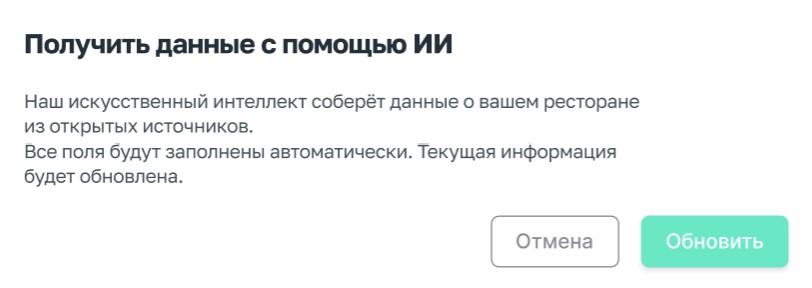 Получить данные с помощью ИИ
Наш искусственный интеллект соберёт данные о вашем ресторане
из открытых источников.
Все поля будут заполнены автоматически. Текущая информация
будет обновлена.
Отмена
Обновить